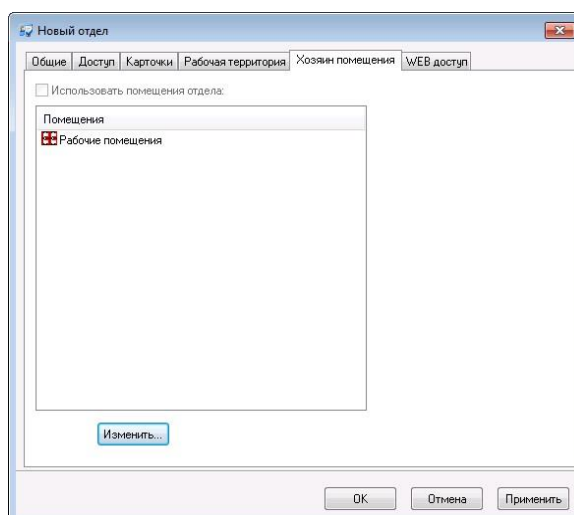 Новый отдел
Общие Доступ Карточки Рабочая территория Хозяин помещения WEB доступ
Использовать помещения отдела:
Помещения
Рабочие помещения
Изменить...
OK Отмена Применить